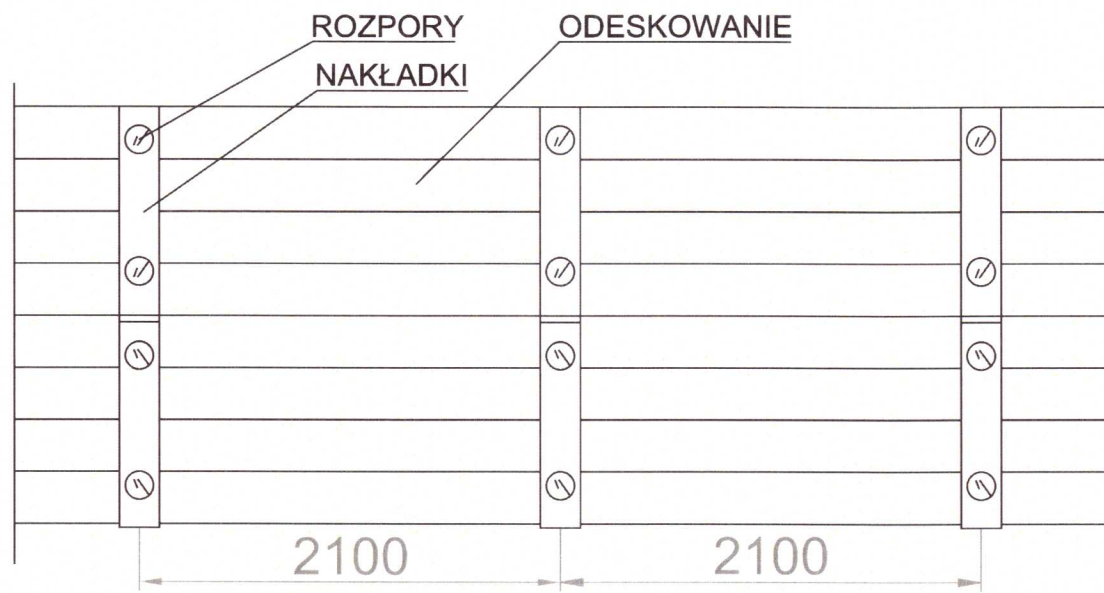 ROZPORY
ODESKOWANIE
NAKŁADKI
2100
2100